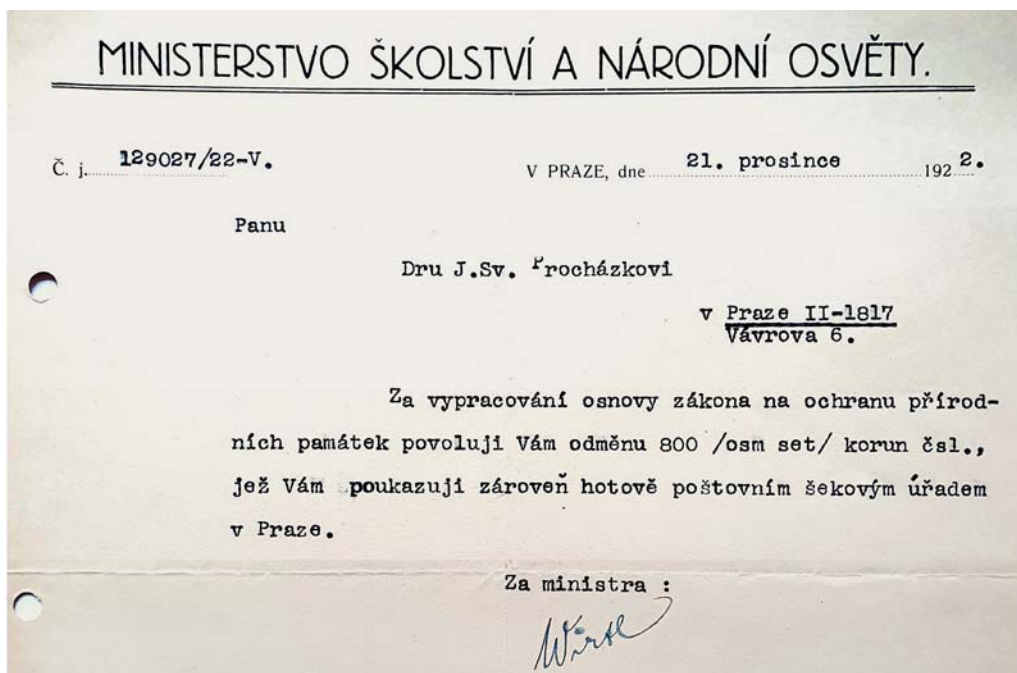 MINISTERSTVO ŠKOLSTVÍ A NÁRODNÍ OSVĚTY.
Č. j. 129027/22-V.
V PRAZE, dne 21. prosince 1922.
Panu
Dru J.Sv. Procházkovi
v Praze II-1817
Vávrova 6.
Za vypracování osnovy zákona na ochranu přírod-
ních památek povoluji Vám odměnu 800 /osm set/ korun čsl.,
jež Vám poukazuji zároveň hotově poštovním šekovým úřadem
v Praze.
Za ministra :
Wirth